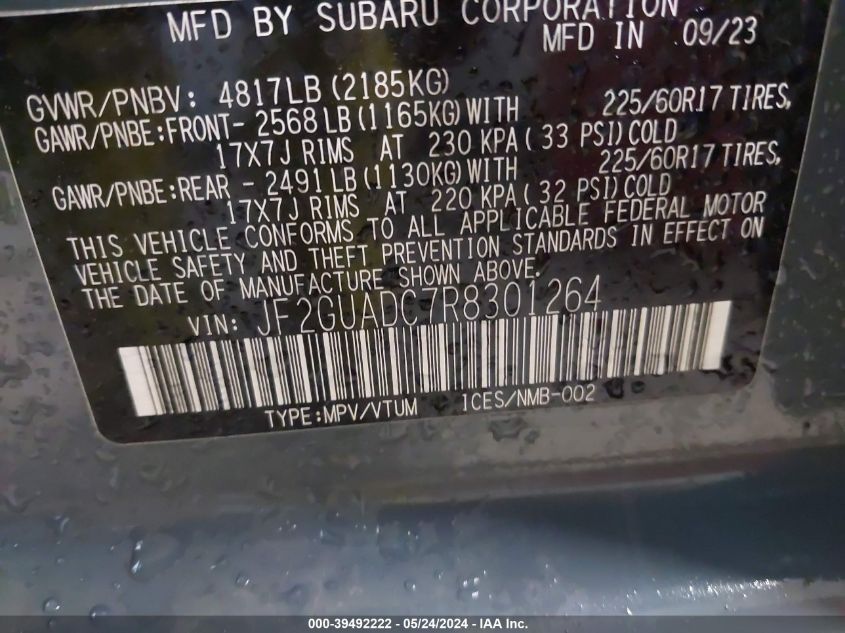 MFD BY SUBARU CORPORATION
MFD IN 09/23
GVWR/PNBV: 4817LB (2185KG)
GAWR/PNBE:FRONT- 2568LB (1165KG) WITH 225/60R17 TIRES,
17X7J RIMS AT 230 KPA ( 33 PSI) COLD
GAWR/PNBE:REAR - 2491LB (1130KG) WITH 225/60R17 TIRES,
17X7J RIMS AT 220 KPA ( 32 PSI) COLD
THIS VEHICLE CONFORMS TO ALL APPLICABLE FEDERAL MOTOR
VEHICLE SAFETY AND THEFT PREVENTION STANDARDS IN EFFECT ON
THE DATE OF MANUFACTURE SHOWN ABOVE.
VIN: JF2GUADC7R8301264
TYPE:MPV/VTUM ICES/NMB-002
000-39492222 - 05/24/2024 - IAA Inc.